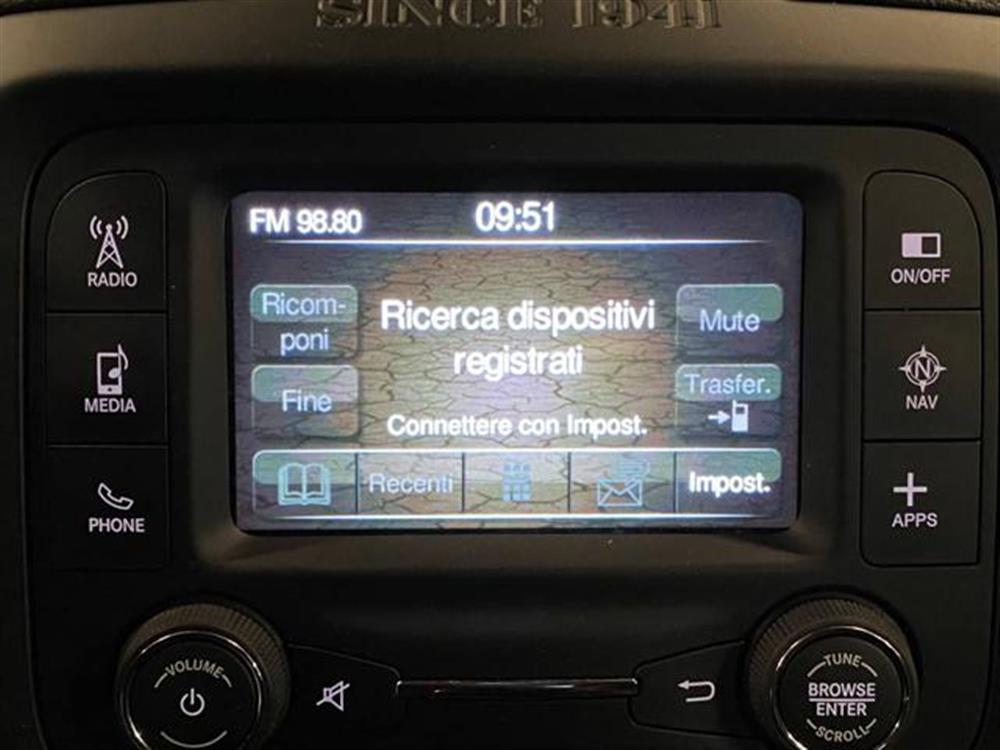 SINCE 1941
FM 98.80
09:51
Ricom-
poni
Ricerca dispositivi
registrati
Mute
Fine
Trasfer.
Connettere con Impost.
Recenti
Impost.
RADIO
MEDIA
PHONE
ON/OFF
N
NAV
APPS
VOLUME
TUNE
BROWSE
ENTER
SCROLL